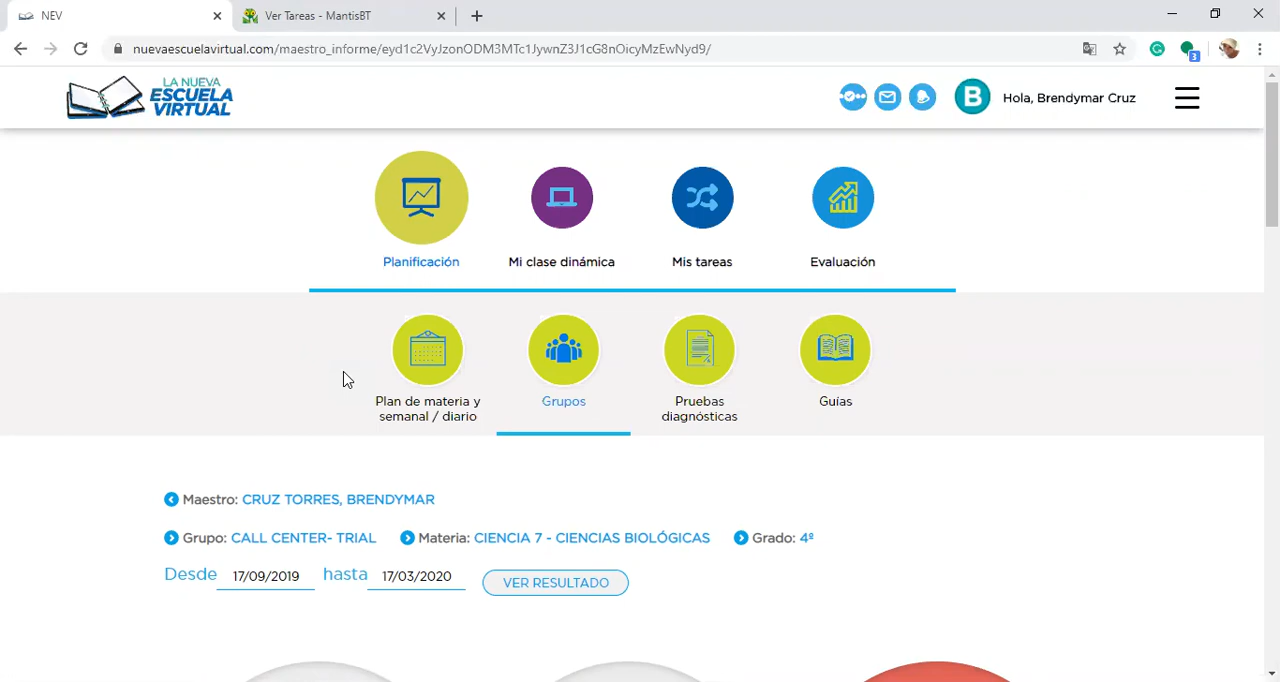 NEV
Ver Tareas - MantisBT
nuevaescuelavirtual.com/maestro_informe/eyd1c2VyJzonODM3MTc1JywnZ3J1cG8nOicyMzEwNyd9/
3
LA NUEVA
ESCUELA
VIRTUAL
B
Hola, Brendymar Cruz
Planificación
Mi clase dinámica
Mis tareas
Evaluación
Plan de materia y
semanal / diario
Grupos
Pruebas
diagnósticas
Guías
Maestro: CRUZ TORRES, BRENDYMAR
Grupo: CALL CENTER- TRIAL Materia: CIENCIA 7 - CIENCIAS BIOLÓGICAS Grado: 4º
Desde 17/09/2019 hasta 17/03/2020 VER RESULTADO